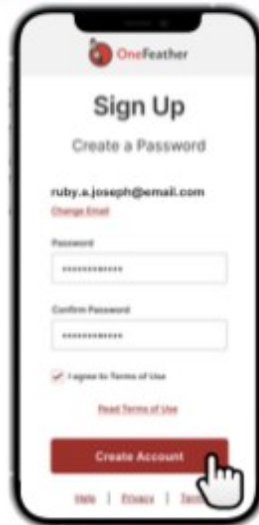 OneFeather
Sign Up
Create a Password
ruby.a.joseph@email.com
Change Email
Password
************
Confirm Password
************
I agree to Terms of Use
Read Terms of Use
Create Account
Help | Privacy |